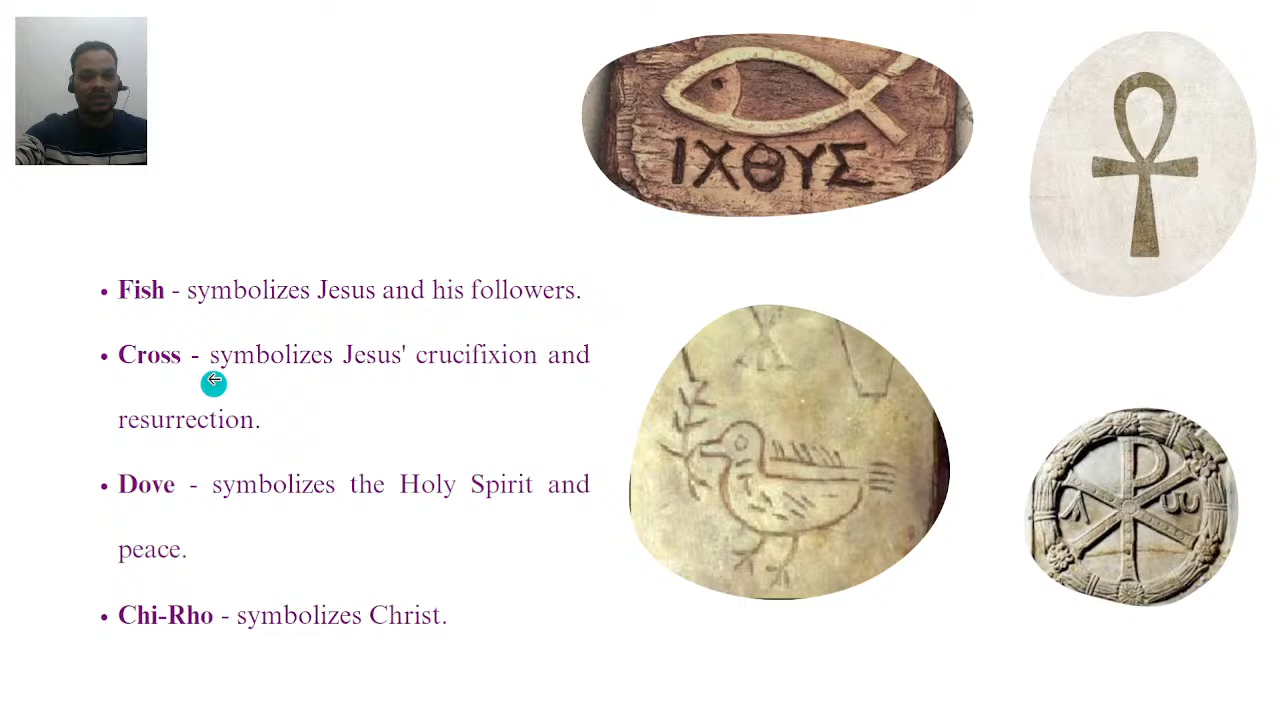 ΙΧΘΥΣ
• Fish - symbolizes Jesus and his followers.
• Cross - symbolizes Jesus' crucifixion and
resurrection.
• Dove - symbolizes the Holy Spirit and
peace.
• Chi-Rho - symbolizes Christ.